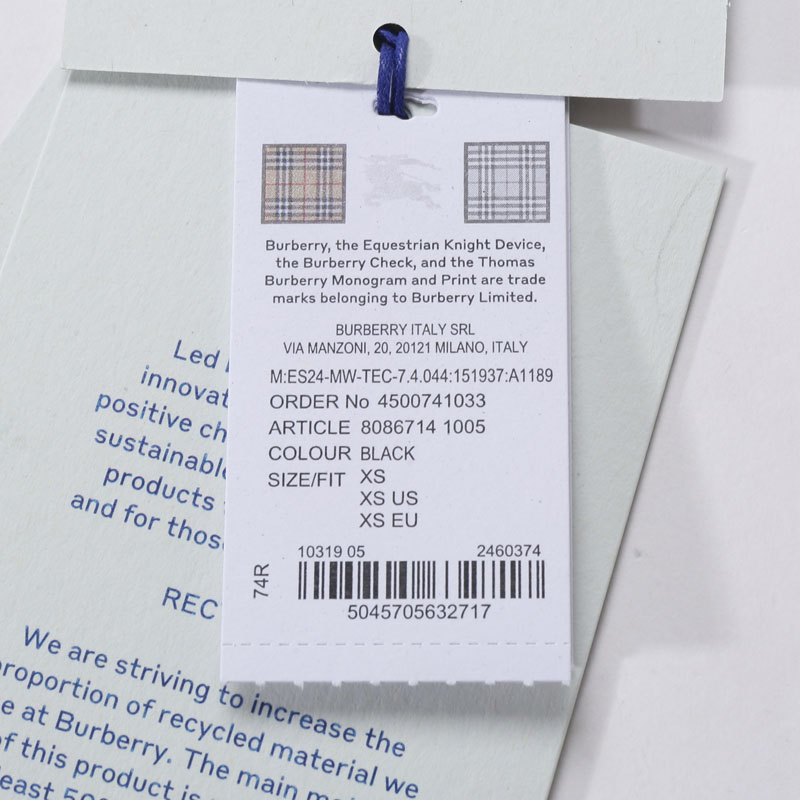 Burberry, the Equestrian Knight Device,
the Burberry Check, and the Thomas
Burberry Monogram and Print are trade
marks belonging to Burberry Limited.
BURBERRY ITALY SRL
VIA MANZONI, 20, 20121 MILANO, ITALY
M:ES24-MW-TEC-7.4.044:151937:A1189
ORDER No 4500741033
ARTICLE 8086714 1005
COLOUR BLACK
SIZE/FIT XS
XS US
XS EU
10319 05 2460374
74R
5045705632717
Led
innovat
positive ch
sustainabl
products
and for thos
REC
We are striving to increase the
proportion of recycled material we
e at Burberry. The main
of this product is
least